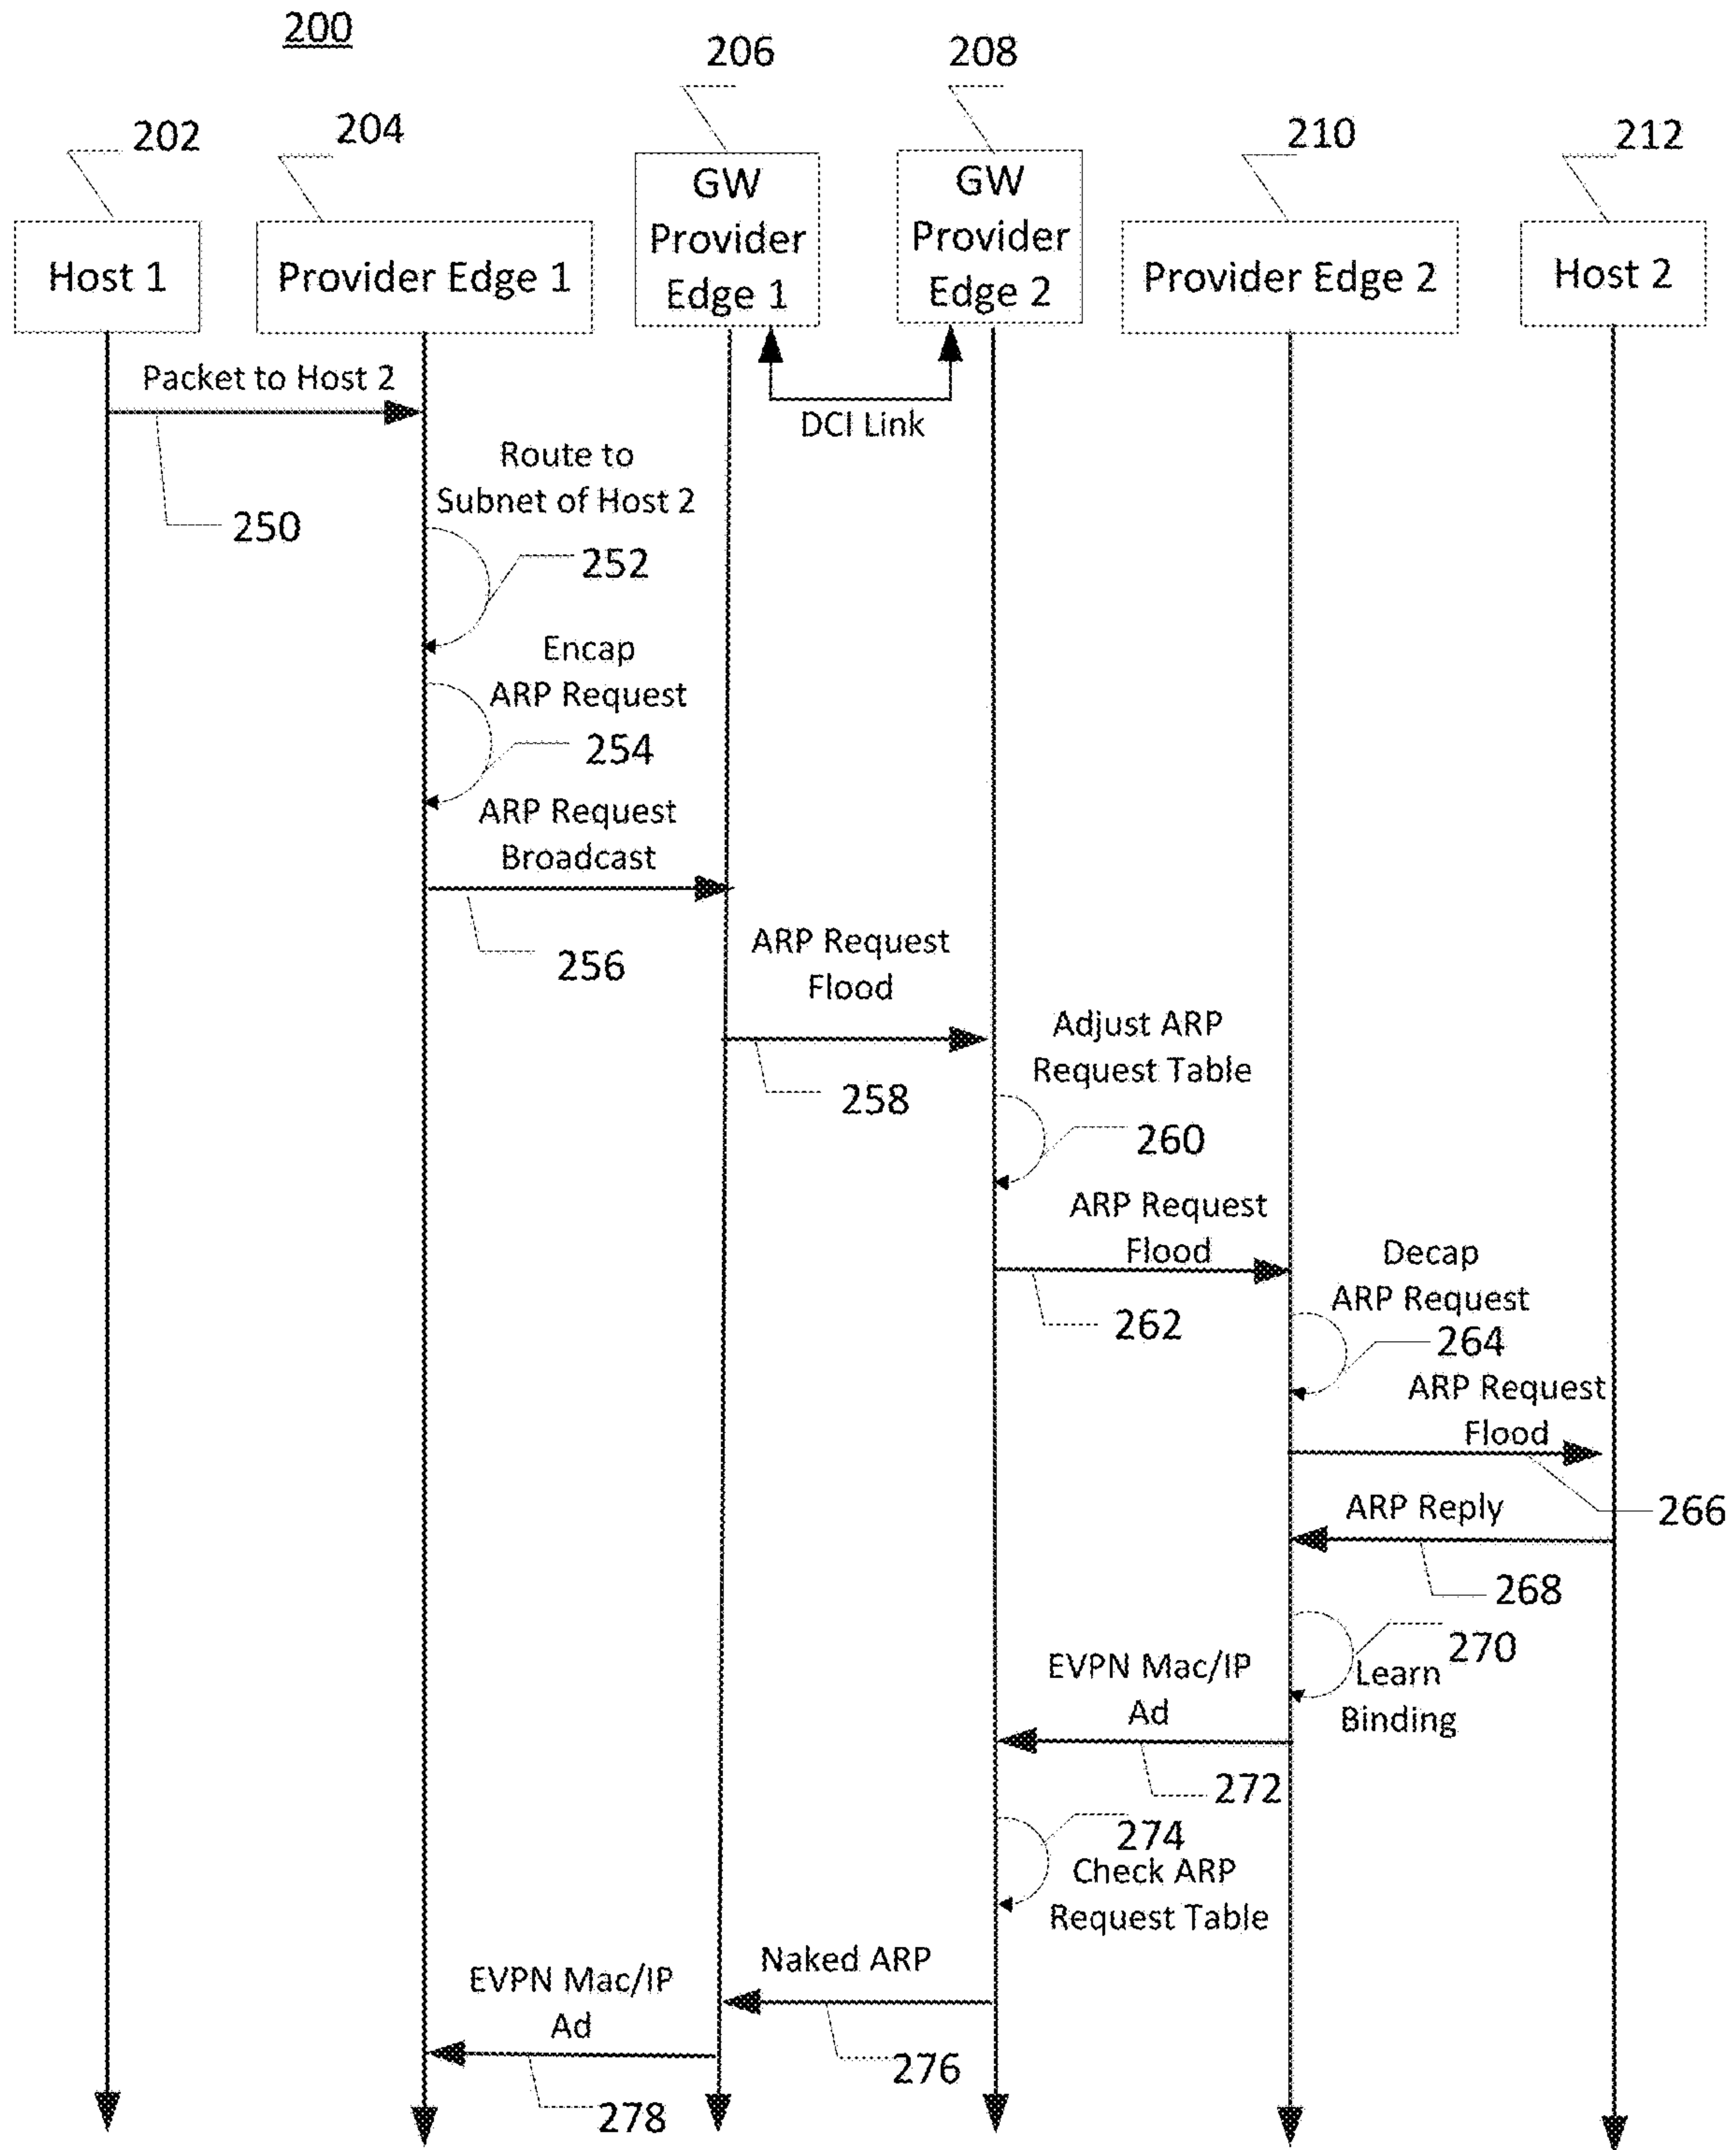 200
206
208
202
204
210
212
Host 1
Provider Edge 1
GW
Provider
Edge 1
GW
Provider
Edge 2
Provider Edge 2
Host 2
Packet to Host 2
DCI Link
250
Route to
Subnet of Host 2
252
Encap
ARP Request
254
ARP Request
Broadcast
256
ARP Request
Flood
258
Adjust ARP
Request Table
260
ARP Request
Flood
262
Decap
ARP Request
264
ARP Request
Flood
266
ARP Reply
268
270
Learn
Binding
EVPN Mac/IP
Ad
272
274
Check ARP
Request Table
Naked ARP
276
EVPN Mac/IP
Ad
278